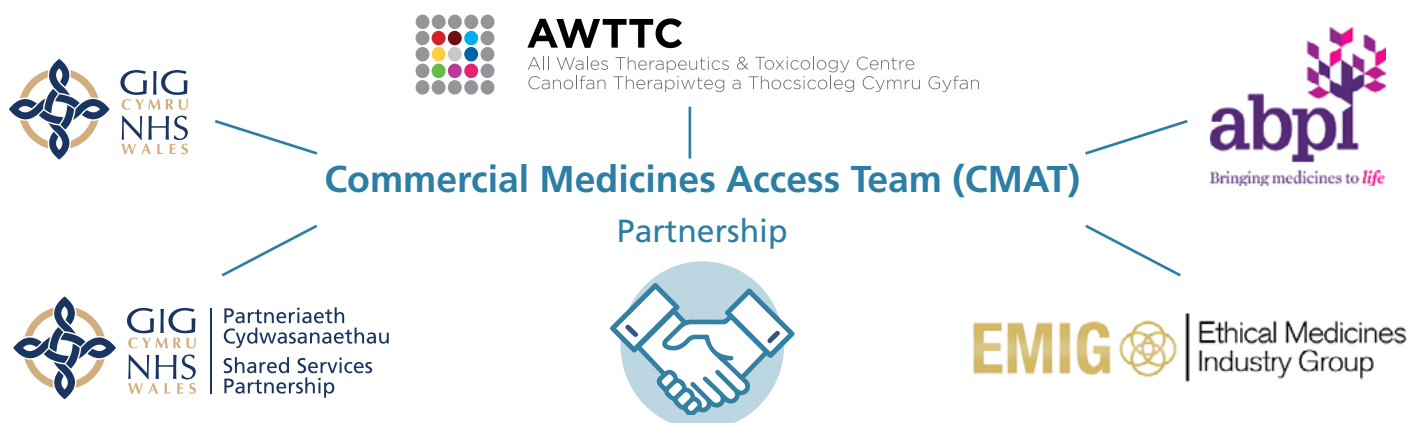 AWTTC
All Wales Therapeutics & Toxicology Centre
Canolfan Therapiwteg a Thocsicoleg Cymru Gyfan
GIG
CYMRU
NHS
WALES
abpi
Bringing medicines to life
Commercial Medicines Access Team (CMAT)
Partnership
GIG
CYMRU
NHS
WALES
Partneriaeth
Cydwasanaethau
Shared Services
Partnership
EMIG
Ethical Medicines
Industry Group